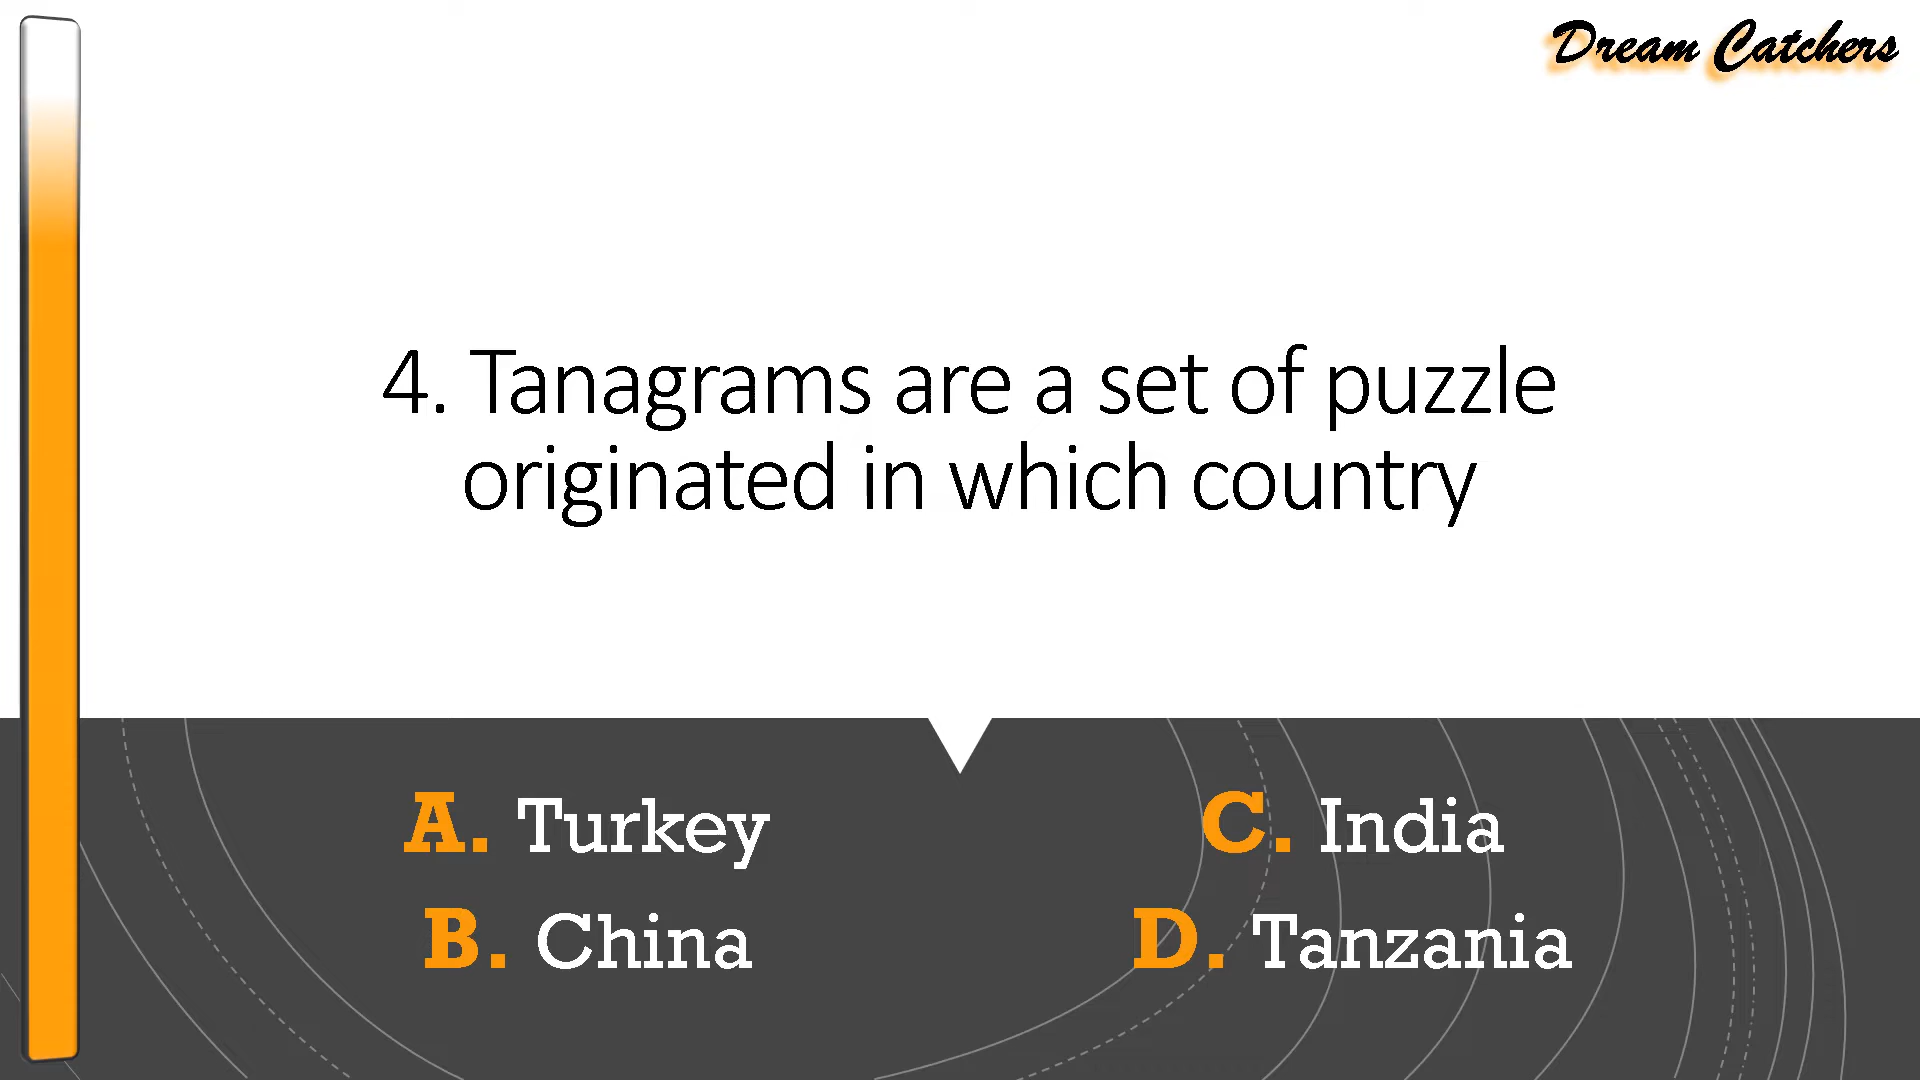 Dream Catchers
4. Tanagrams are a set of puzzle
originated in which country
A. Turkey
B. China
C. India
D. Tanzania